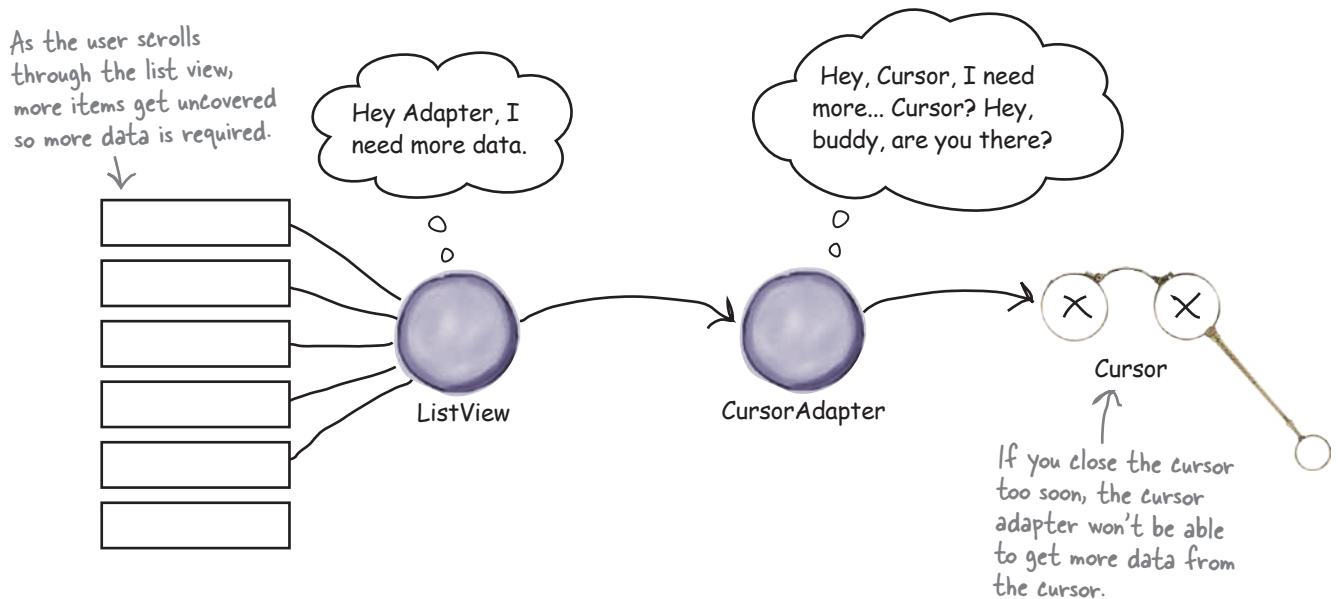 As the user scrolls
through the list view,
more items get uncovered
so more data is required.
Hey Adapter, I
need more data.
Hey, Cursor, I need
more... Cursor? Hey,
buddy, are you there?
ListView
CursorAdapter
Cursor
If you close the cursor
too soon, the cursor
adapter won't be able
to get more data from
the cursor.